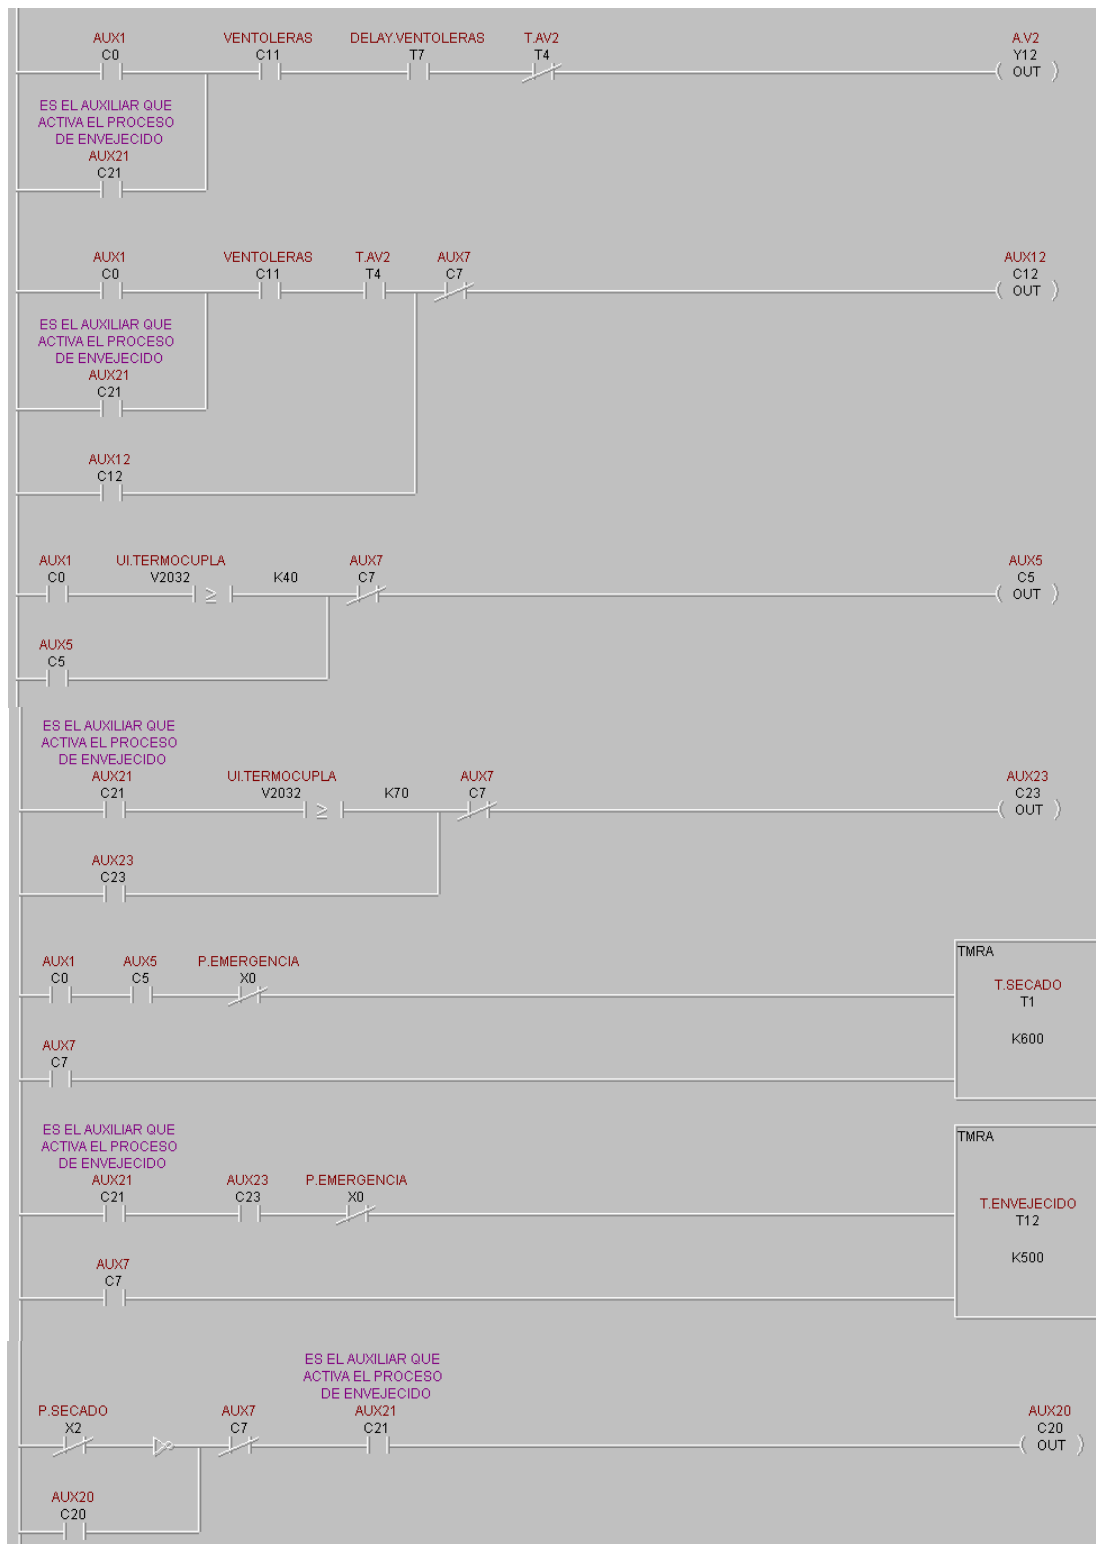 AUX1 VENTOLERAS DELAY.VENTOLERAS T.AV2 A.V2
C0 C11 T7 T4 Y12
OUT
ES EL AUXILIAR QUE
ACTIVA EL PROCESO
DE ENVEJECIDO
AUX21
C21
AUX1 VENTOLERAS T.AV2 AUX7 AUX12
C0 C11 T4 C7 C12
OUT
ES EL AUXILIAR QUE
ACTIVA EL PROCESO
DE ENVEJECIDO
AUX21
C21
AUX12
C12
AUX1 UI.TERMOCUPLA AUX7 AUX5
C0 V2032 K40 C7 C5
≥ OUT
AUX5
C5
ES EL AUXILIAR QUE
ACTIVA EL PROCESO
DE ENVEJECIDO
AUX21 UI.TERMOCUPLA AUX7 AUX23
C21 V2032 K70 C7 C23
≥ OUT
AUX23
C23
TMRA
AUX1 AUX5 P.EMERGENCIA
C0 C5 X0
T.SECADO
T1
K600
AUX7
C7
ES EL AUXILIAR QUE
ACTIVA EL PROCESO
DE ENVEJECIDO
TMRA
AUX21 AUX23 P.EMERGENCIA
C21 C23 X0
T.ENVEJECIDO
T12
K500
AUX7
C7
ES EL AUXILIAR QUE
ACTIVA EL PROCESO
DE ENVEJECIDO
P.SECADO AUX7 AUX21 AUX20
X2 C7 C21 C20
OUT
AUX20
C20